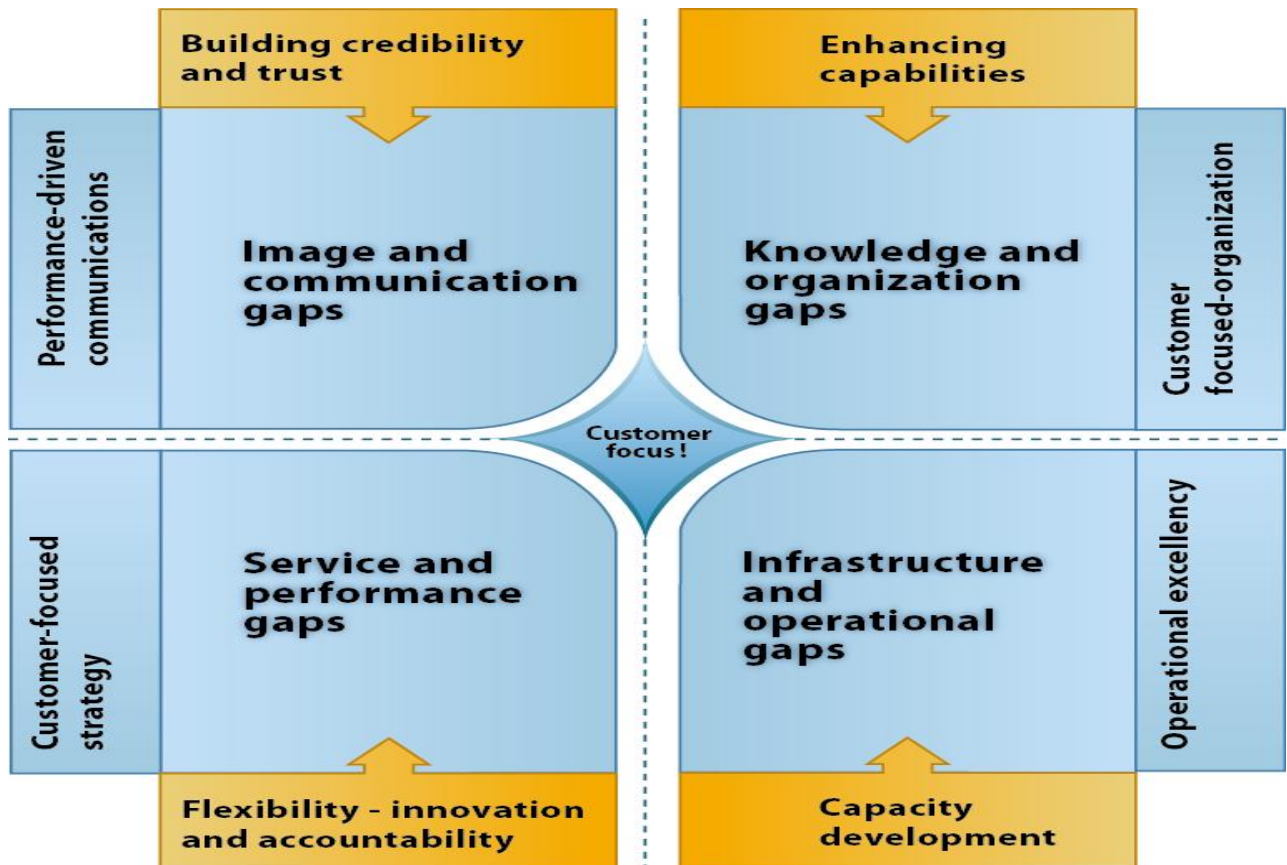 Building credibility
and trust
Enhancing
capabilities
Performance-driven
communications
Image and
communication
gaps
Knowledge and
organization
gaps
Customer
focused-organization
Customer
focus!
Customer-focused
strategy
Service and
performance
gaps
Infrastructure
and
operational
gaps
Operational excellency
Flexibility - innovation
and accountability
Capacity
development